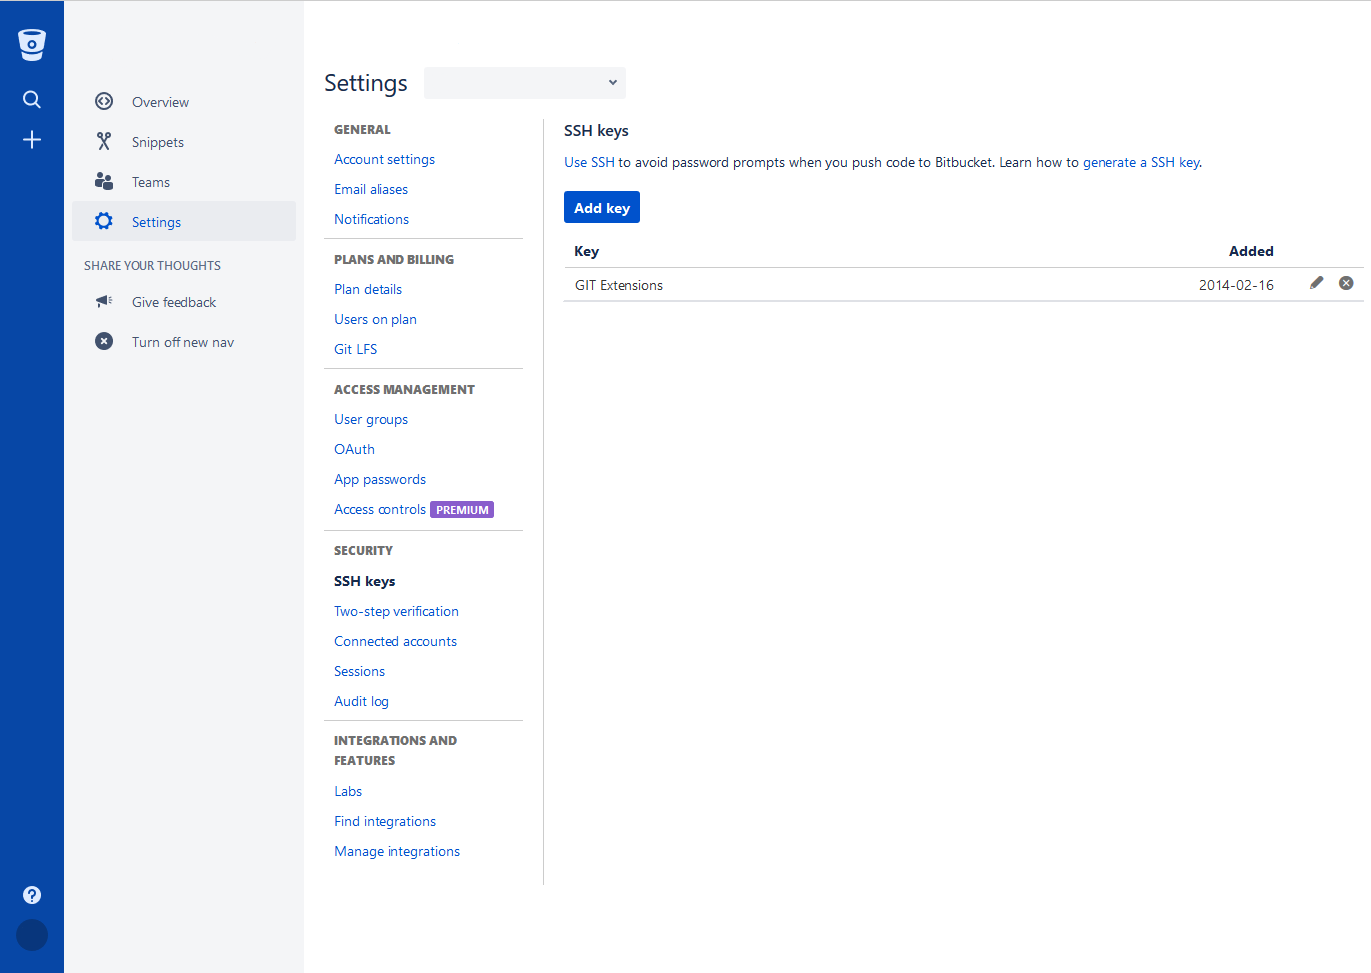 Overview
Snippets
Teams
Settings
SHARE YOUR THOUGHTS
Give feedback
Turn off new nav
Settings
GENERAL
Account settings
Email aliases
Notifications
PLANS AND BILLING
Plan details
Users on plan
Git LFS
ACCESS MANAGEMENT
User groups
OAuth
App passwords
Access controls PREMIUM
SECURITY
SSH keys
Two-step verification
Connected accounts
Sessions
Audit log
INTEGRATIONS AND
FEATURES
Labs
Find integrations
Manage integrations
SSH keys
Use SSH to avoid password prompts when you push code to Bitbucket. Learn how to generate a SSH key.
Add key
Key Added
GIT Extensions 2014-02-16